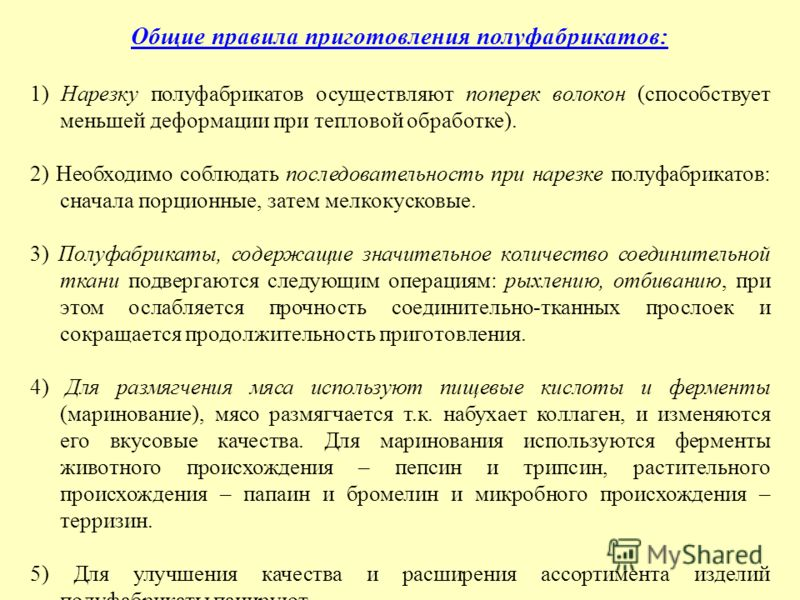 Общие правила приготовления полуфабрикатов:
1) Нарезку полуфабрикатов осуществляют поперек волокон (способствует
меньшей деформации при тепловой обработке).
2) Необходимо соблюдать последовательность при нарезке полуфабрикатов:
сначала порционные, затем мелкокусковые.
3) Полуфабрикаты, содержащие значительное количество соединительной
ткани подвергаются следующим операциям: рыхлению, отбиванию, при
этом ослабляется прочность соединительно-тканных прослоек и
сокращается продолжительность приготовления.
4) Для размягчения мяса используют пищевые кислоты и ферменты
(маринование), мясо размягчается т.к. набухает коллаген, и изменяются
его вкусовые качества. Для маринования используются ферменты
животного происхождения – пепсин и трипсин, растительного
происхождения – папаин и бромелин и микробного происхождения –
терризин.
5) Для улучшения качества и расширения ассортимента изделий
полуфабрикаты панируют
MyShared